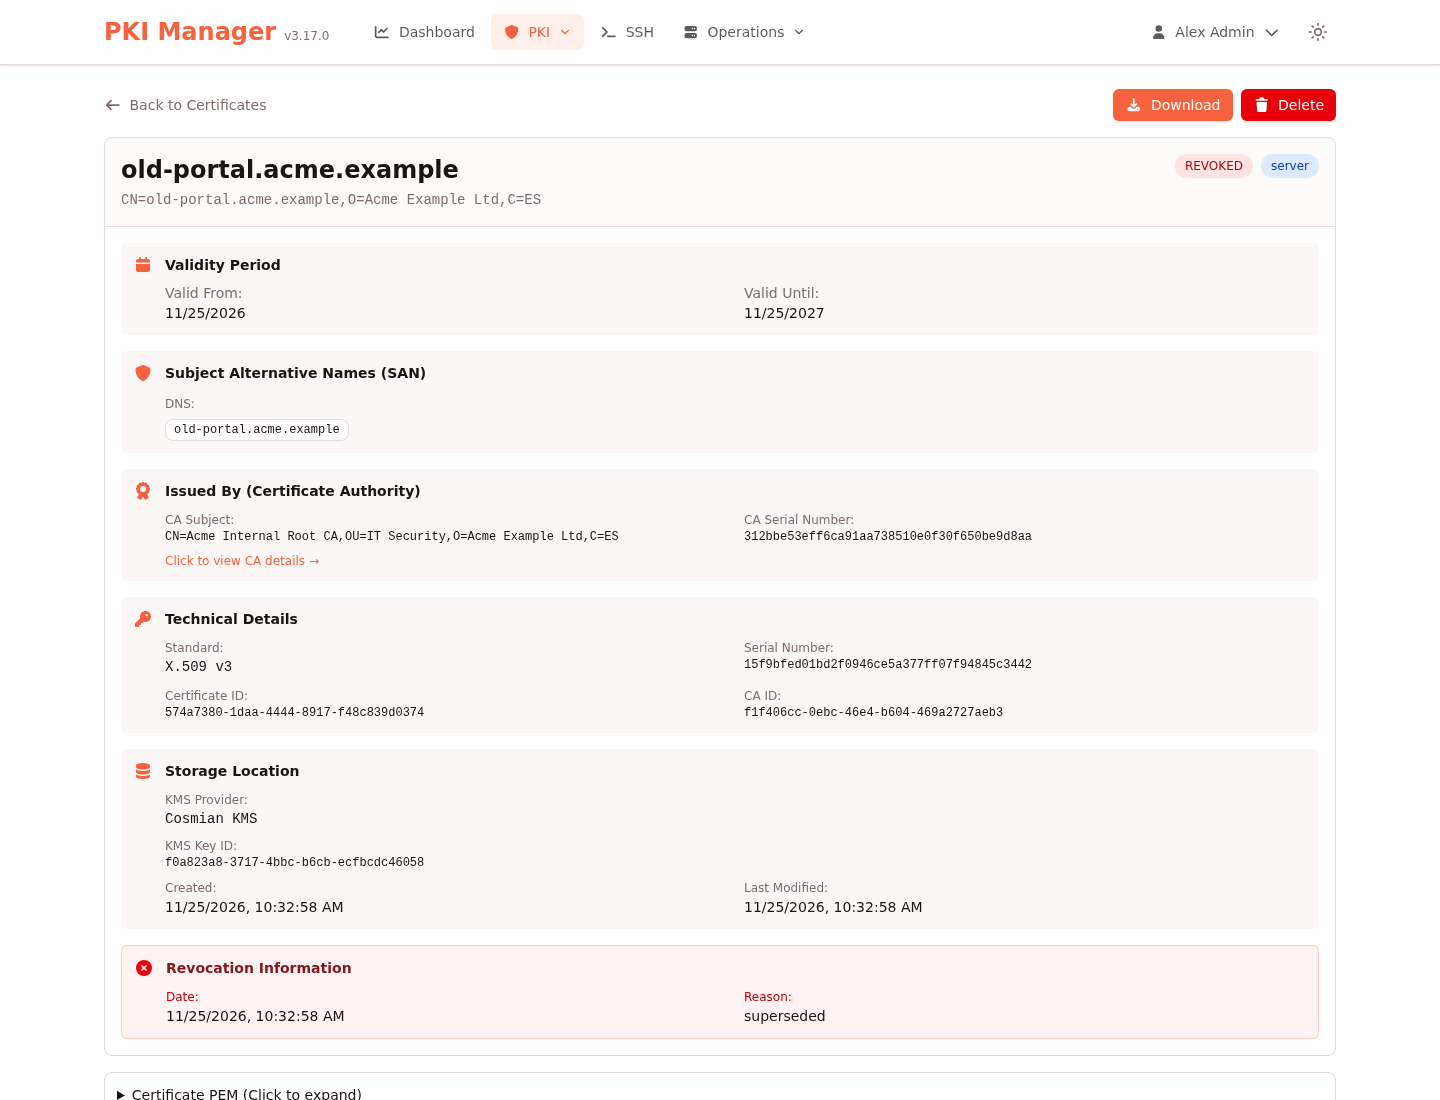 PKI Manager v3.17.0
Dashboard
PKI
SSH
Operations
Alex Admin
Back to Certificates
Download
Delete
old-portal.acme.example
REVOKED
server
CN=old-portal.acme.example,O=Acme Example Ltd,C=ES
Validity Period
Valid From:
11/25/2026
Valid Until:
11/25/2027
Subject Alternative Names (SAN)
DNS:
old-portal.acme.example
Issued By (Certificate Authority)
CA Subject:
CN=Acme Internal Root CA,OU=IT Security,O=Acme Example Ltd,C=ES
CA Serial Number:
312bbe53eff6ca91aa738510e0f30f650be9d8aa
Click to view CA details →
Technical Details
Standard:
X.509 v3
Serial Number:
15f9bfed01bd2f0946ce5a377ff07f94845c3442
Certificate ID:
574a7380-1daa-4444-8917-f48c839d0374
CA ID:
f1f406cc-0ebc-46e4-b604-469a2727aeb3
Storage Location
KMS Provider:
Cosmian KMS
KMS Key ID:
f0a823a8-3717-4bbc-b6cb-ecfbcdc46058
Created:
11/25/2026, 10:32:58 AM
Last Modified:
11/25/2026, 10:32:58 AM
Revocation Information
Date:
11/25/2026, 10:32:58 AM
Reason:
superseded
Certificate PEM (Click to expand)